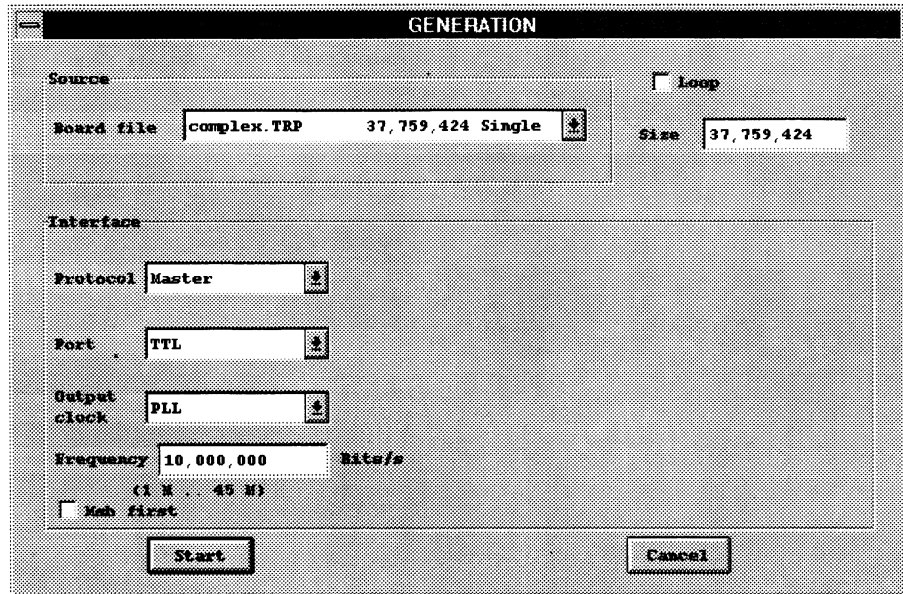 GENERATION
Source
Loop
Board file complex.TRP 37,759,424 Single
Size 37,759,424
Interface
Protocol Master
Port TTL
Output
clock PLL
Frequency 10,000,000 Bits/s
(1 M .. 45 M)
Msb first
Start Cancel